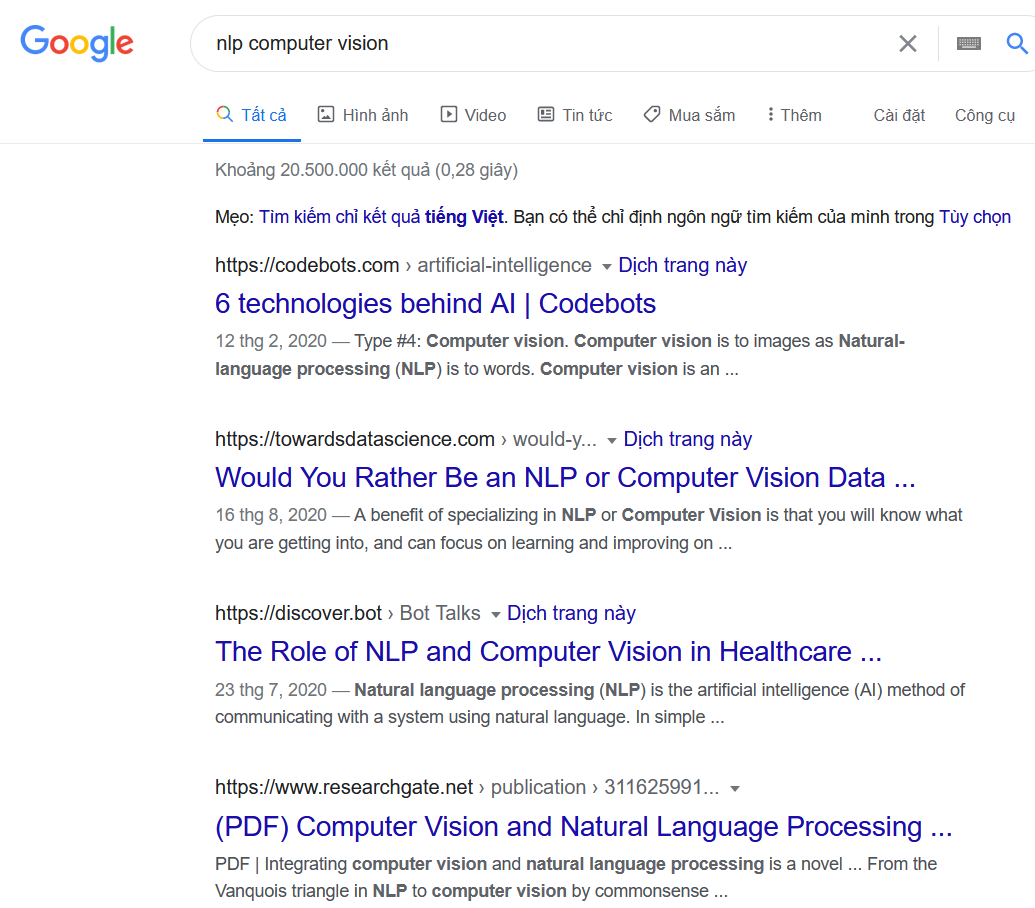 Google
nlp computer vision
Tất cả Hình ảnh Video Tin tức Mua sắm Thêm Cài đặt Công cụ
Khoảng 20.500.000 kết quả (0,28 giây)
Mẹo: Tìm kiếm chỉ kết quả tiếng Việt. Bạn có thể chỉ định ngôn ngữ tìm kiếm của mình trong Tùy chọn
https://codebots.com › artificial-intelligence Dịch trang này
6 technologies behind AI | Codebots
12 thg 2, 2020 — Type #4: Computer vision. Computer vision is to images as Natural-
language processing (NLP) is to words. Computer vision is an ...
https://towardsdatascience.com › would-y... Dịch trang này
Would You Rather Be an NLP or Computer Vision Data ...
16 thg 8, 2020 — A benefit of specializing in NLP or Computer Vision is that you will know what
you are getting into, and can focus on learning and improving on ...
https://discover.bot › Bot Talks Dịch trang này
The Role of NLP and Computer Vision in Healthcare ...
23 thg 7, 2020 — Natural language processing (NLP) is the artificial intelligence (AI) method of
communicating with a system using natural language. In simple ...
https://www.researchgate.net › publication › 311625991...
(PDF) Computer Vision and Natural Language Processing ...
PDF | Integrating computer vision and natural language processing is a novel ... From the
Vanquois triangle in NLP to computer vision by commonsense ...